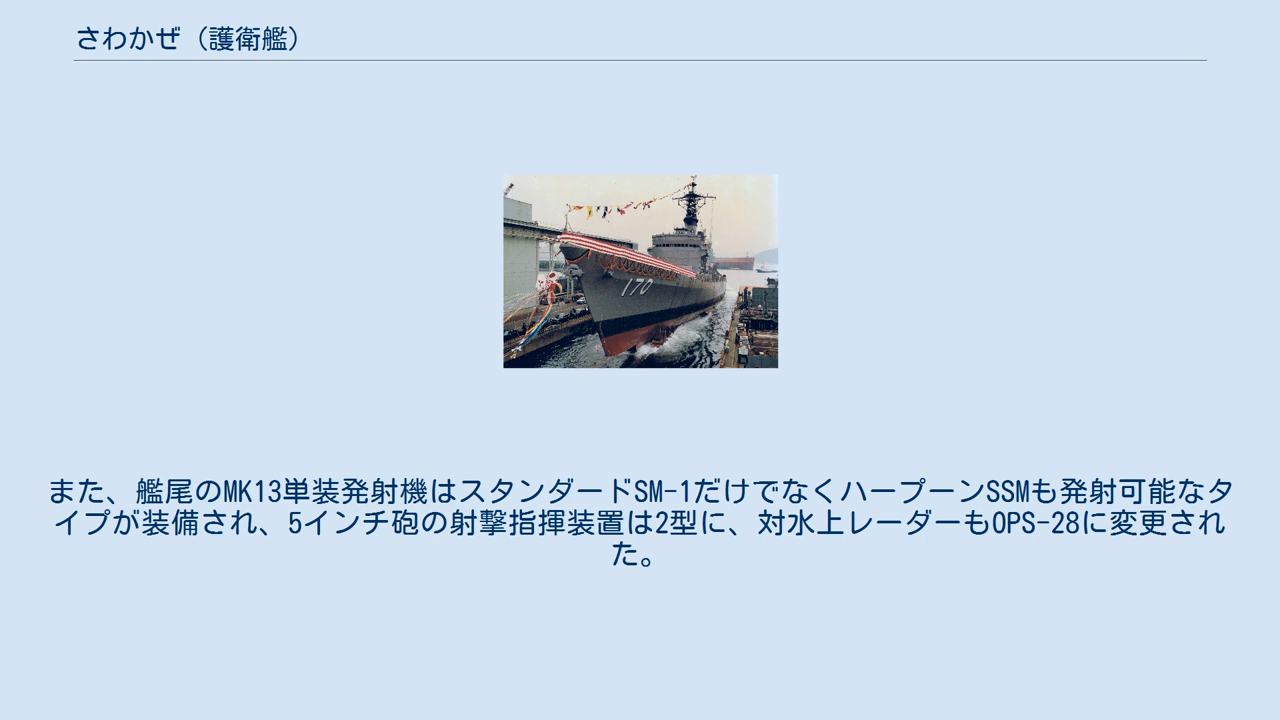 さわかぜ（護衛艦）
170
また、艦尾のMK13単装発射機はスタンダードSM-1だけでなくハープーンSSMも発射可能なタ
イプが装備され、5インチ砲の射撃指揮装置は2型に、対水上レーダーもOPS-28に変更され
た。